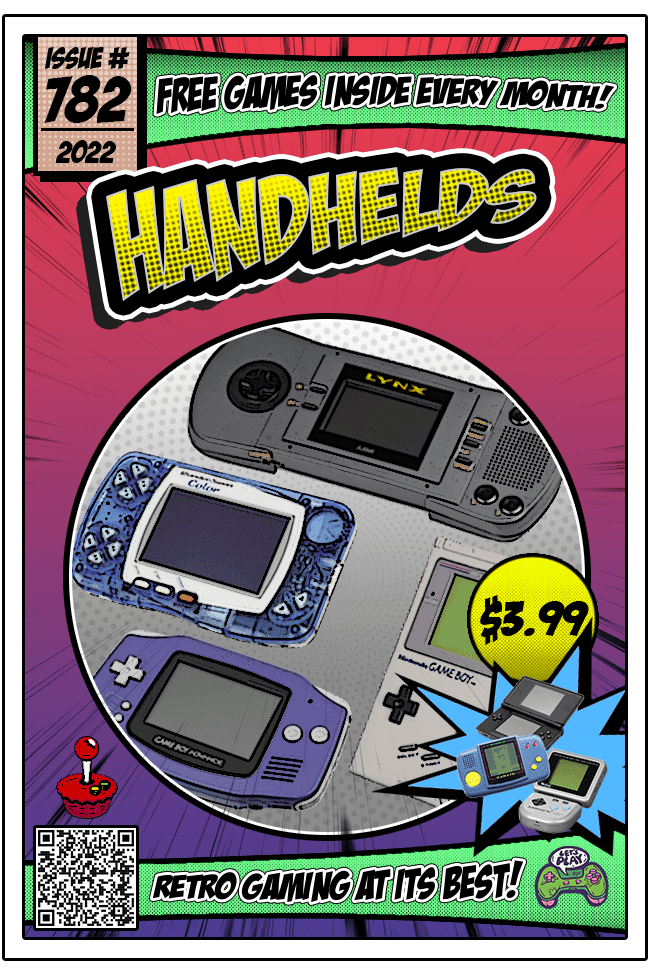 ISSUE #
782
2022
FREE GAMES INSIDE EVERY MONTH!
HANDHELDS
LYNX
WonderSwan
Color
$3.99
Nintendo GAME BOY
GAME BOY ADVANCE
LET'S
PLAY
RETRO GAMING AT ITS BEST!